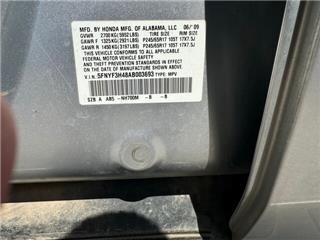 MFD. BY HONDA MFG. OF ALABAMA, LLC 06/09
GVWR 2700KG(5952LBS) TIRE SIZE RIM SIZE
GAWR F 1325KG(2921LBS) P245/65R17 105T 17X7.5J
GAWR R 1450KG(3197LBS) P245/65R17 105T 17X7.5J
THIS VEHICLE CONFORMS TO ALL APPLICABLE
FEDERAL MOTOR VEHICLE SAFETY AND THEFT
PREVENTION STANDARDS IN EFFECT ON THE DATE
OF MANUFACTURE SHOWN ABOVE.
V.I.N. 5FNYF3H48AB003693 TYPE: MPV
SZB A AB5 -NH700M -B -B